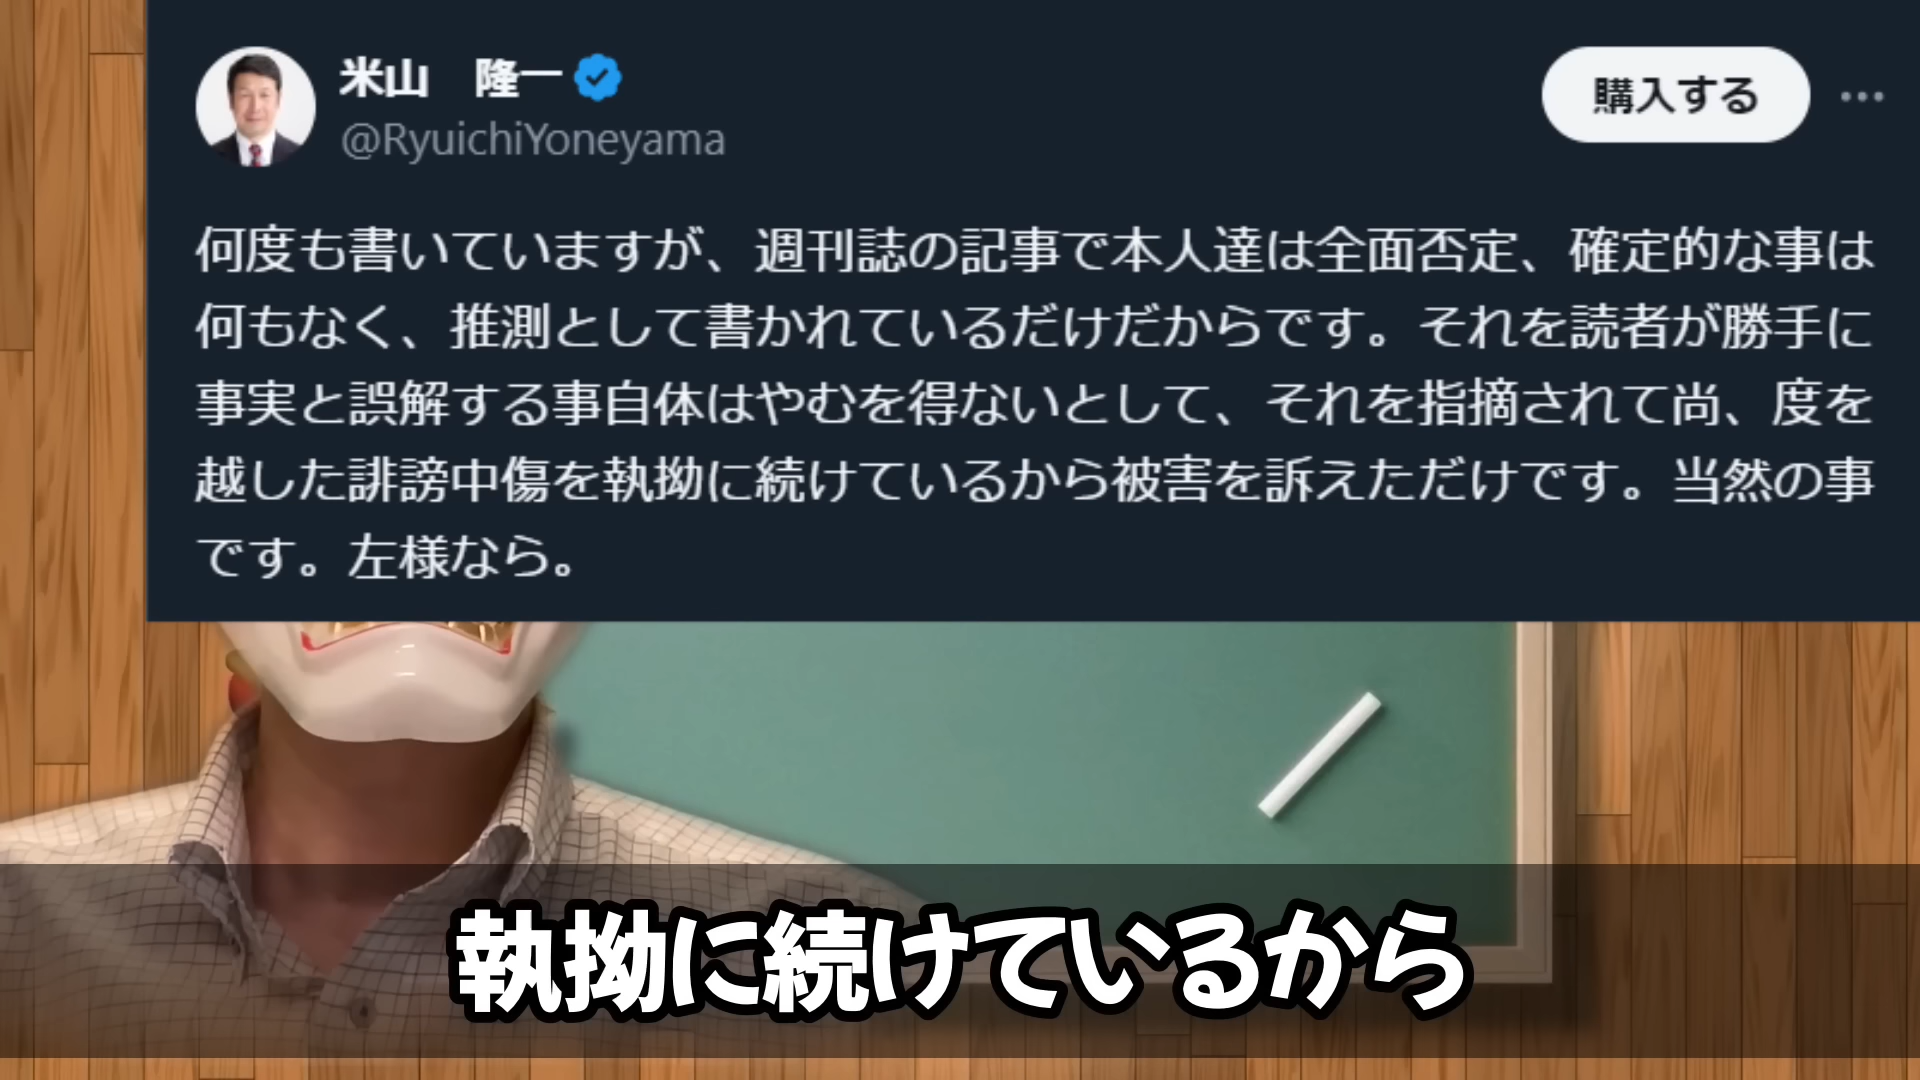 米山　隆一
@RyuichiYoneyama
購入する
何度も書いていますが、週刊誌の記事で本人達は全面否定、確定的な事は
何もなく、推測として書かれているだけだからです。それを読者が勝手に
事実と誤解する事自体はやむを得ないとして、それを指摘されて尚、度を
越した誹謗中傷を執拗に続けているから被害を訴えただけです。当然の事
です。左様なら。
執拗に続けているから